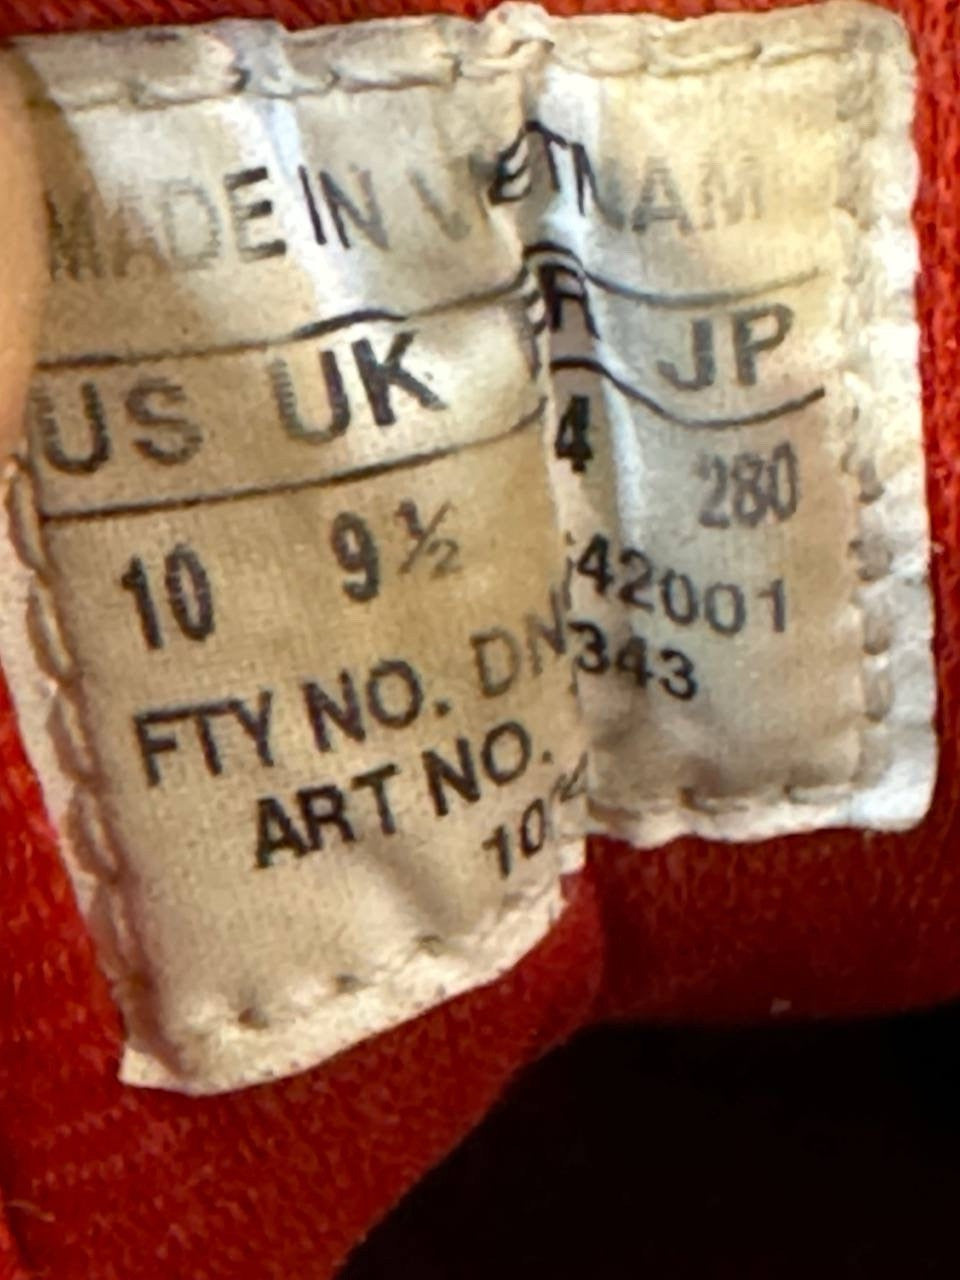 MADE IN VIETNAM
US UK FR JP
10 9½ 4 280
FTY NO. DN 42001
ART NO. 343
10